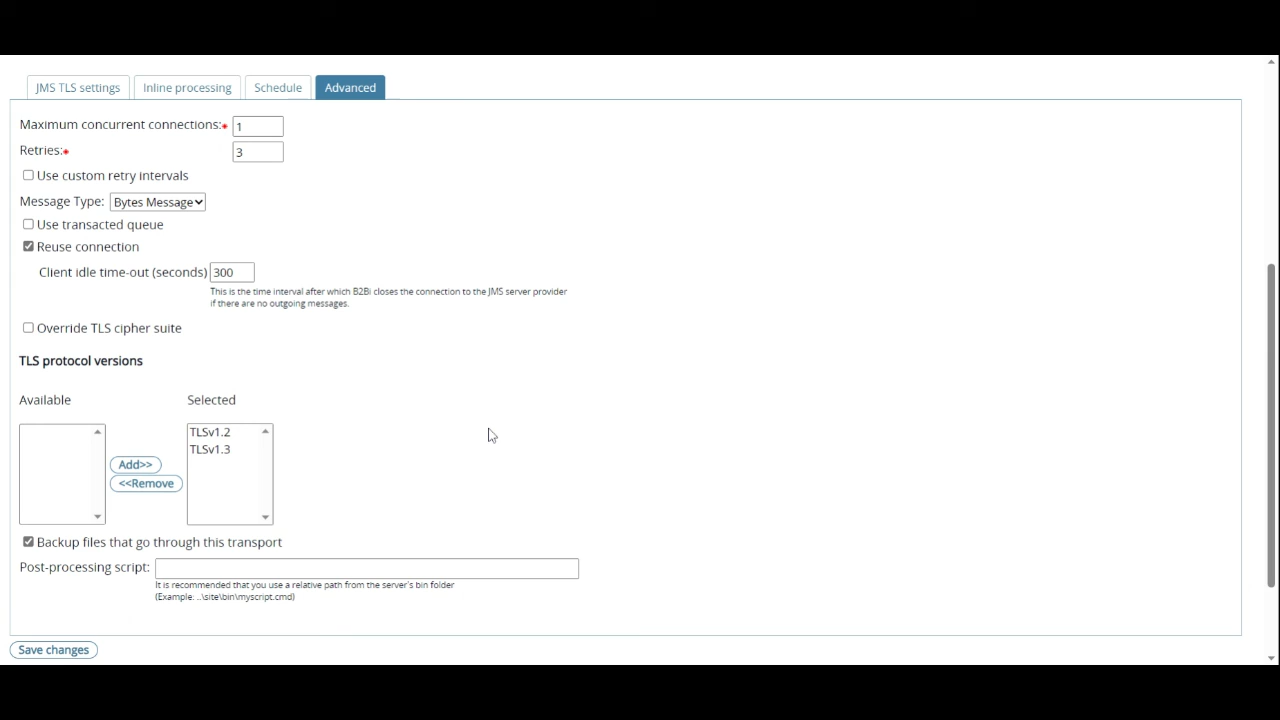 JMS TLS settings Inline processing Schedule Advanced
Maximum concurrent connections:* 1
Retries:* 3
Use custom retry intervals
Message Type: Bytes Message
Use transacted queue
Reuse connection
Client idle time-out (seconds) 300
This is the time interval after which B2Bi closes the connection to the JMS server provider
if there are no outgoing messages.
Override TLS cipher suite
TLS protocol versions
Available Selected
TLSv1.2
TLSv1.3
Add>>
<<Remove
Backup files that go through this transport
Post-processing script:
It is recommended that you use a relative path from the server's bin folder
(Example: ..\site\bin\myscript.cmd)
Save changes